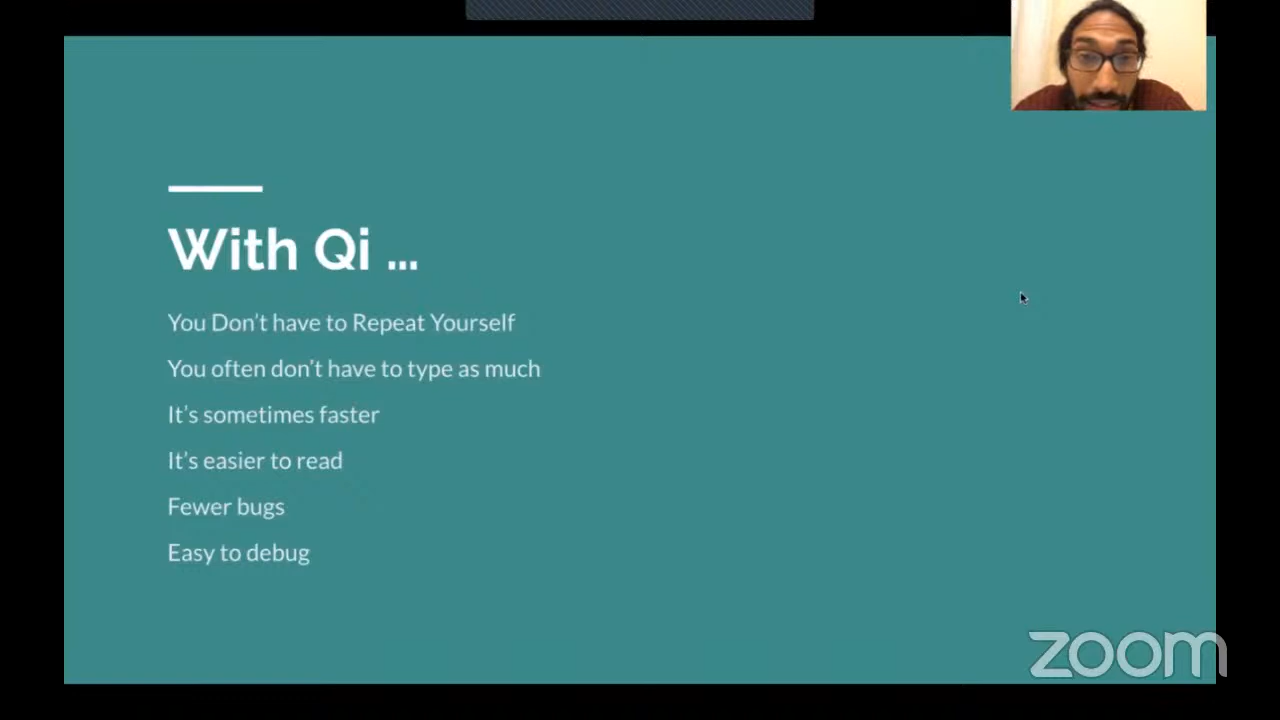 With Qi ...
You Don't have to Repeat Yourself
You often don't have to type as much
It's sometimes faster
It's easier to read
Fewer bugs
Easy to debug
zoom